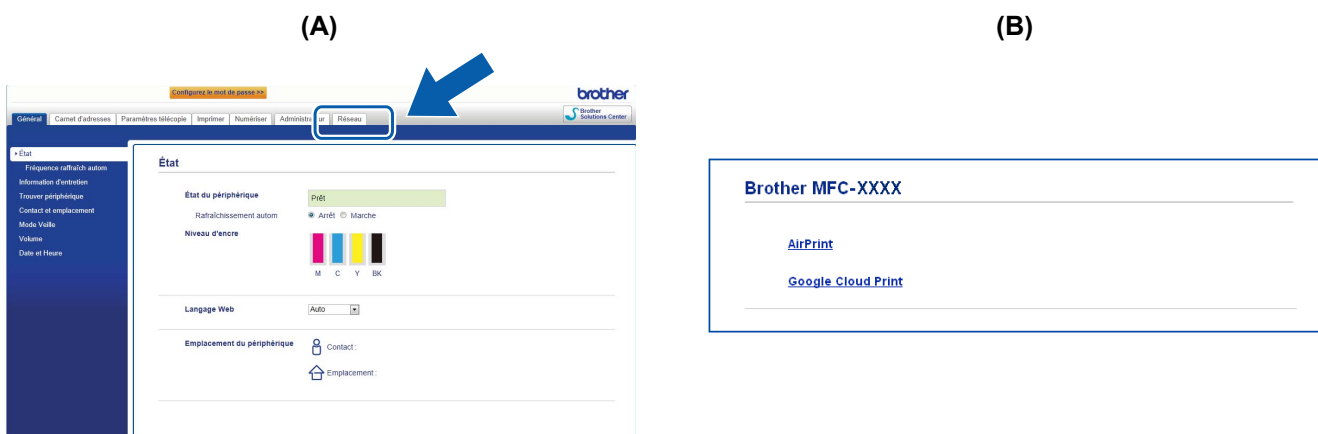 (A)
(B)
Configurez le mot de passe >>
brother
Général Carnet d'adresses Paramètres télécopie Imprimer Numériser Administrateur Réseau
Brother
Solutions Center
État
Fréquence raffraîch autom
Information d'entretien
Trouver périphérique
Contact et emplacement
Mode Veille
Volume
Date et Heure
État
État du périphérique Prêt
Rafraîchissement autom Arrêt Marche
Niveau d'encre
M C Y BK
Langage Web Auto
Emplacement du périphérique Contact :
Emplacement :
Brother MFC-XXXX
AirPrint
Google Cloud Print